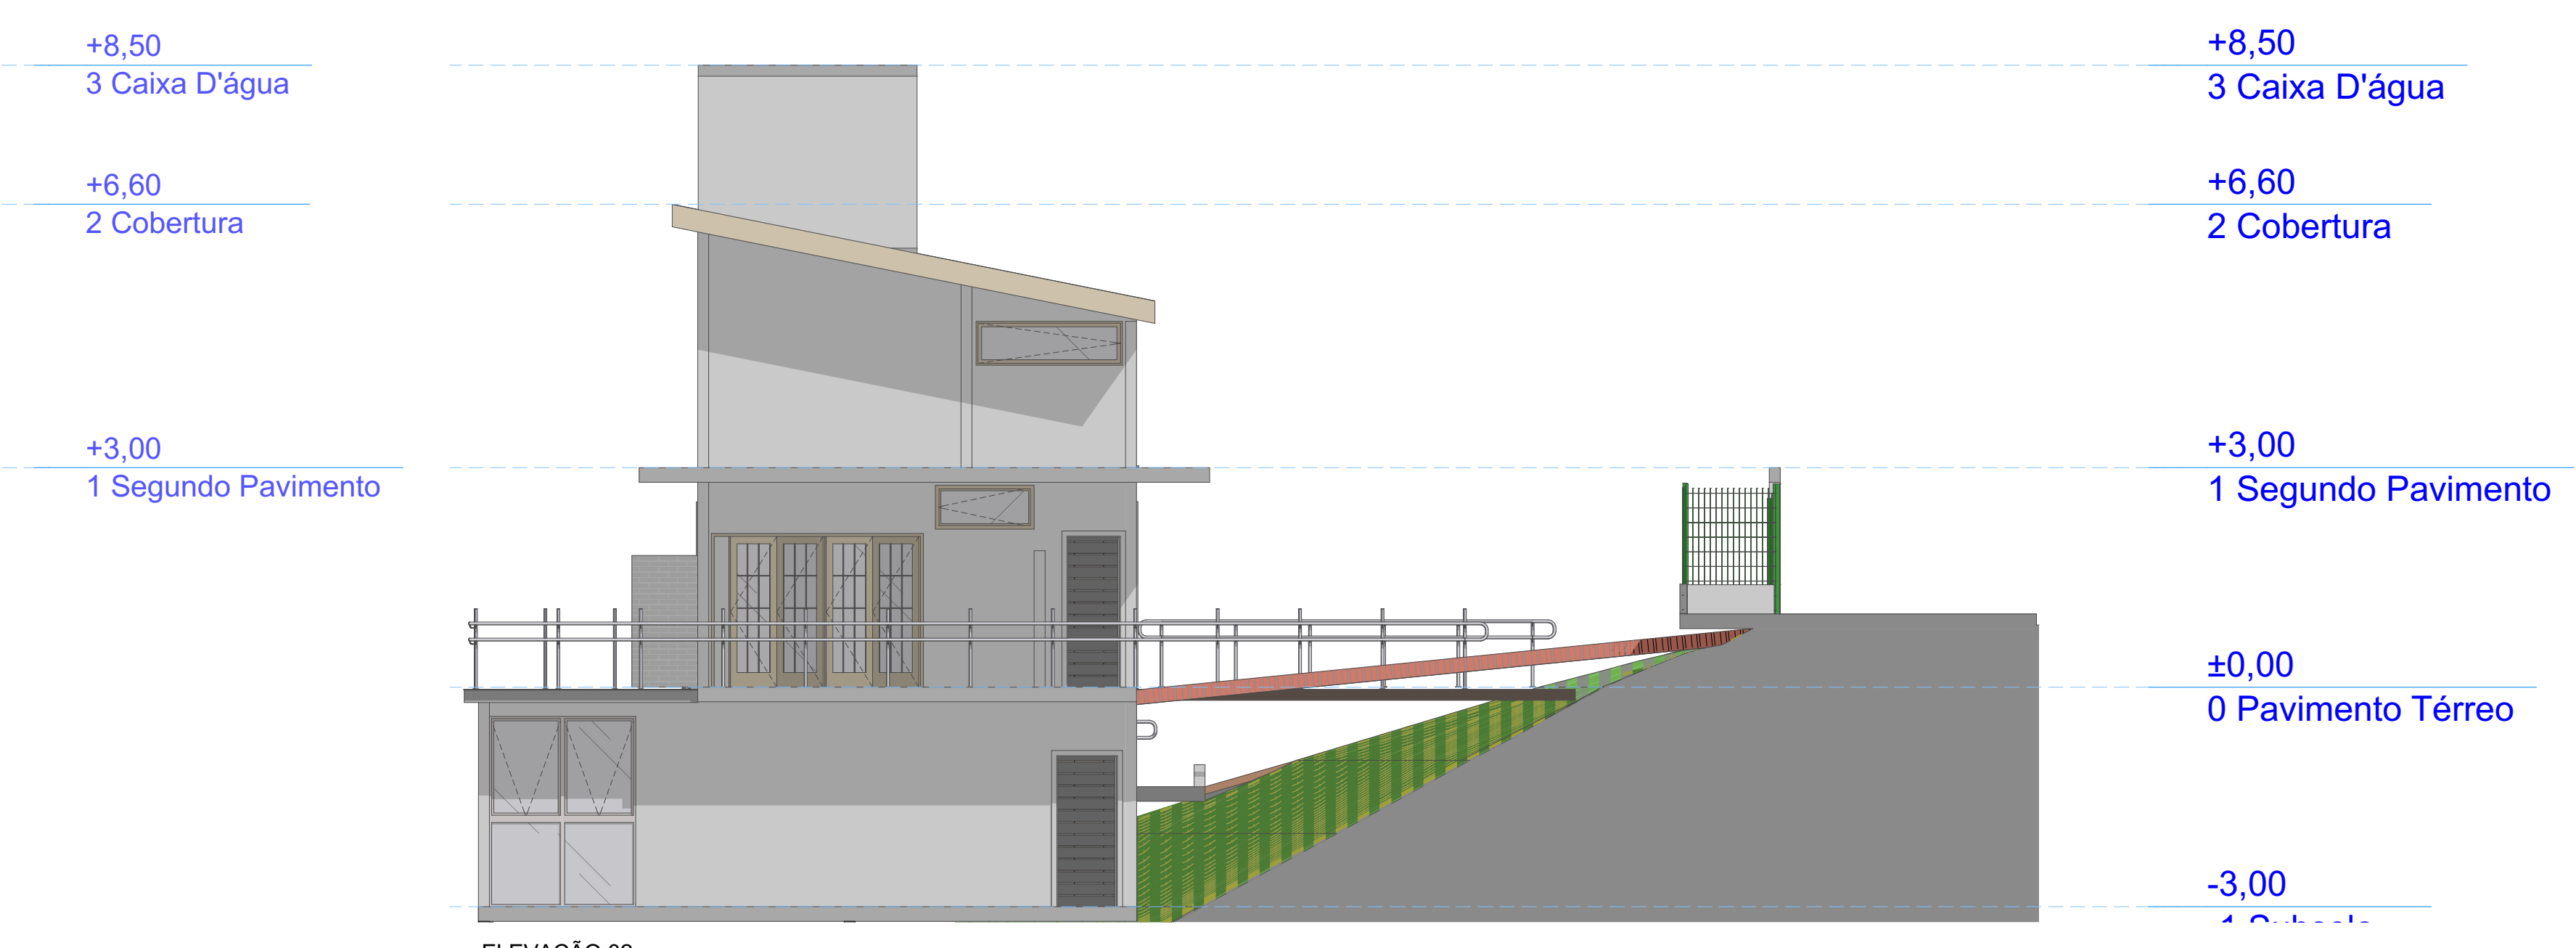 +8,50
3 Caixa D'água
+6,60
2 Cobertura
+3,00
1 Segundo Pavimento
+8,50
3 Caixa D'água
+6,60
2 Cobertura
+3,00
1 Segundo Pavimento
±0,00
0 Pavimento Térreo
-3,00